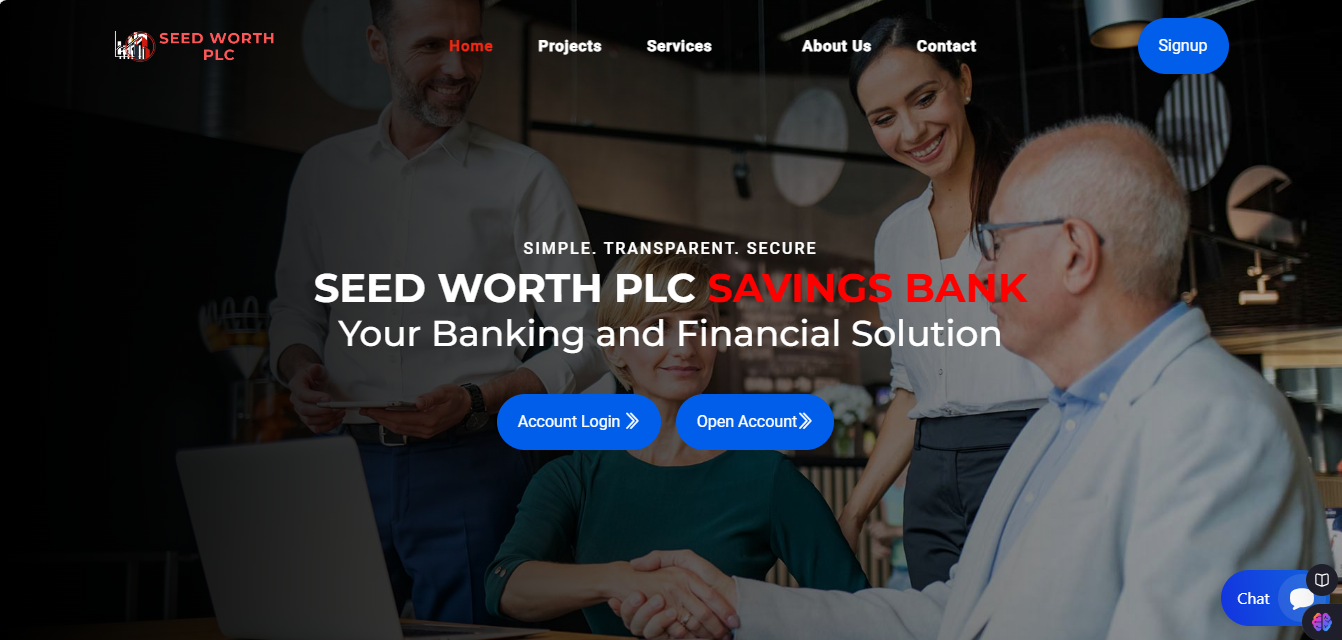 SEED WORTH
PLC
Home
Projects
Services
About Us
Contact
Signup
SIMPLE. TRANSPARENT. SECURE
SEED WORTH PLC SAVINGS BANK
Your Banking and Financial Solution
Account Login
Open Account
Chat